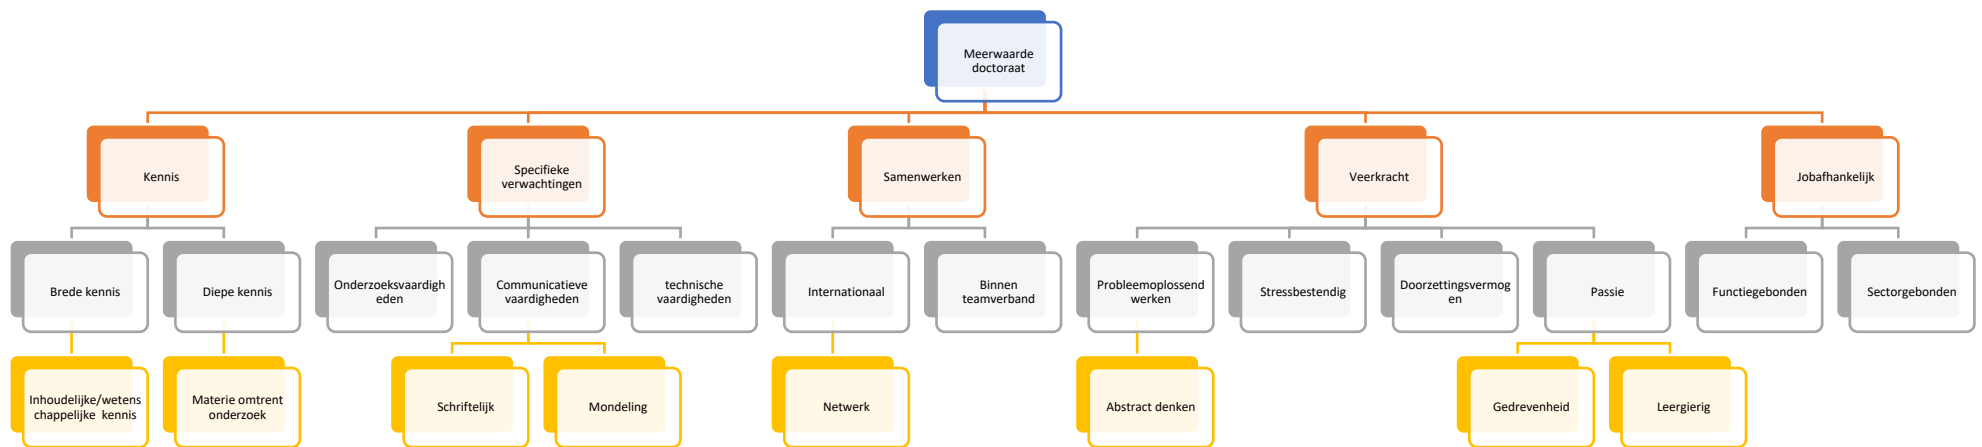 Meerwaarde
doctoraat
Kennis
Specifieke
verwachtingen
Samenwerken
Veerkracht
Jobafhankelijk
Brede kennis
Diepe kennis
Onderzoeksvaardigh
eden
Communicatieve
vaardigheden
technische
vaardigheden
Internationaal
Binnen
teamverband
Probleemoplossend
werken
Stressbestendig
Doorzettingsvermog
en
Passie
Functiegebonden
Sectorgebonden
Inhoudelijke/wetens
chappelijke kennis
Materie omtrent
onderzoek
Schriftelijk
Mondeling
Netwerk
Abstract denken
Gedrevenheid
Leergierig